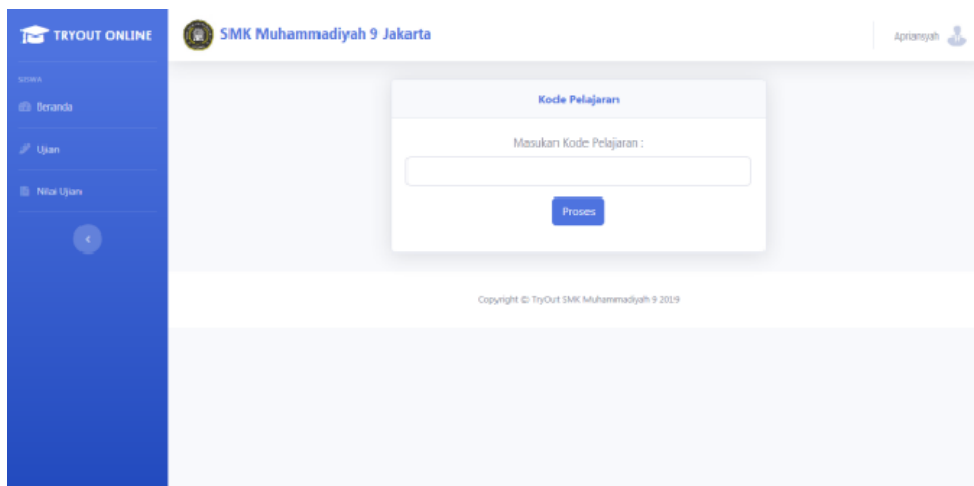 TRYOUT ONLINE
SMK Muhammadiyah 9 Jakarta
Apriansyah
SISWA
Beranda
Ujian
Nilai Ujian
Kode Pelajaran
Masukan Kode Pelajaran :
Proses
Copyright © TryOut SMK Muhammadiyah 9 2019